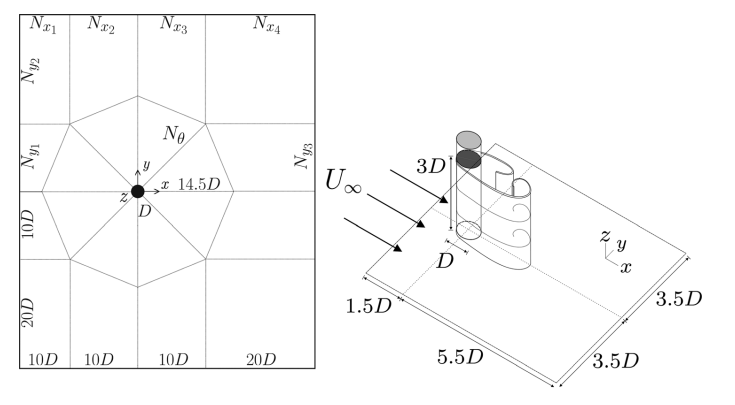 N_{x_1} N_{x_2} N_{x_3} N_{x_4}
N_{y_2}
N_{y_1} N_θ N_{y_3}
y
z x 14.5D
D
10D
20D
10D 10D 10D 20D
3D
U_∞
D
z y
x
1.5D
5.5D
3.5D
3.5D